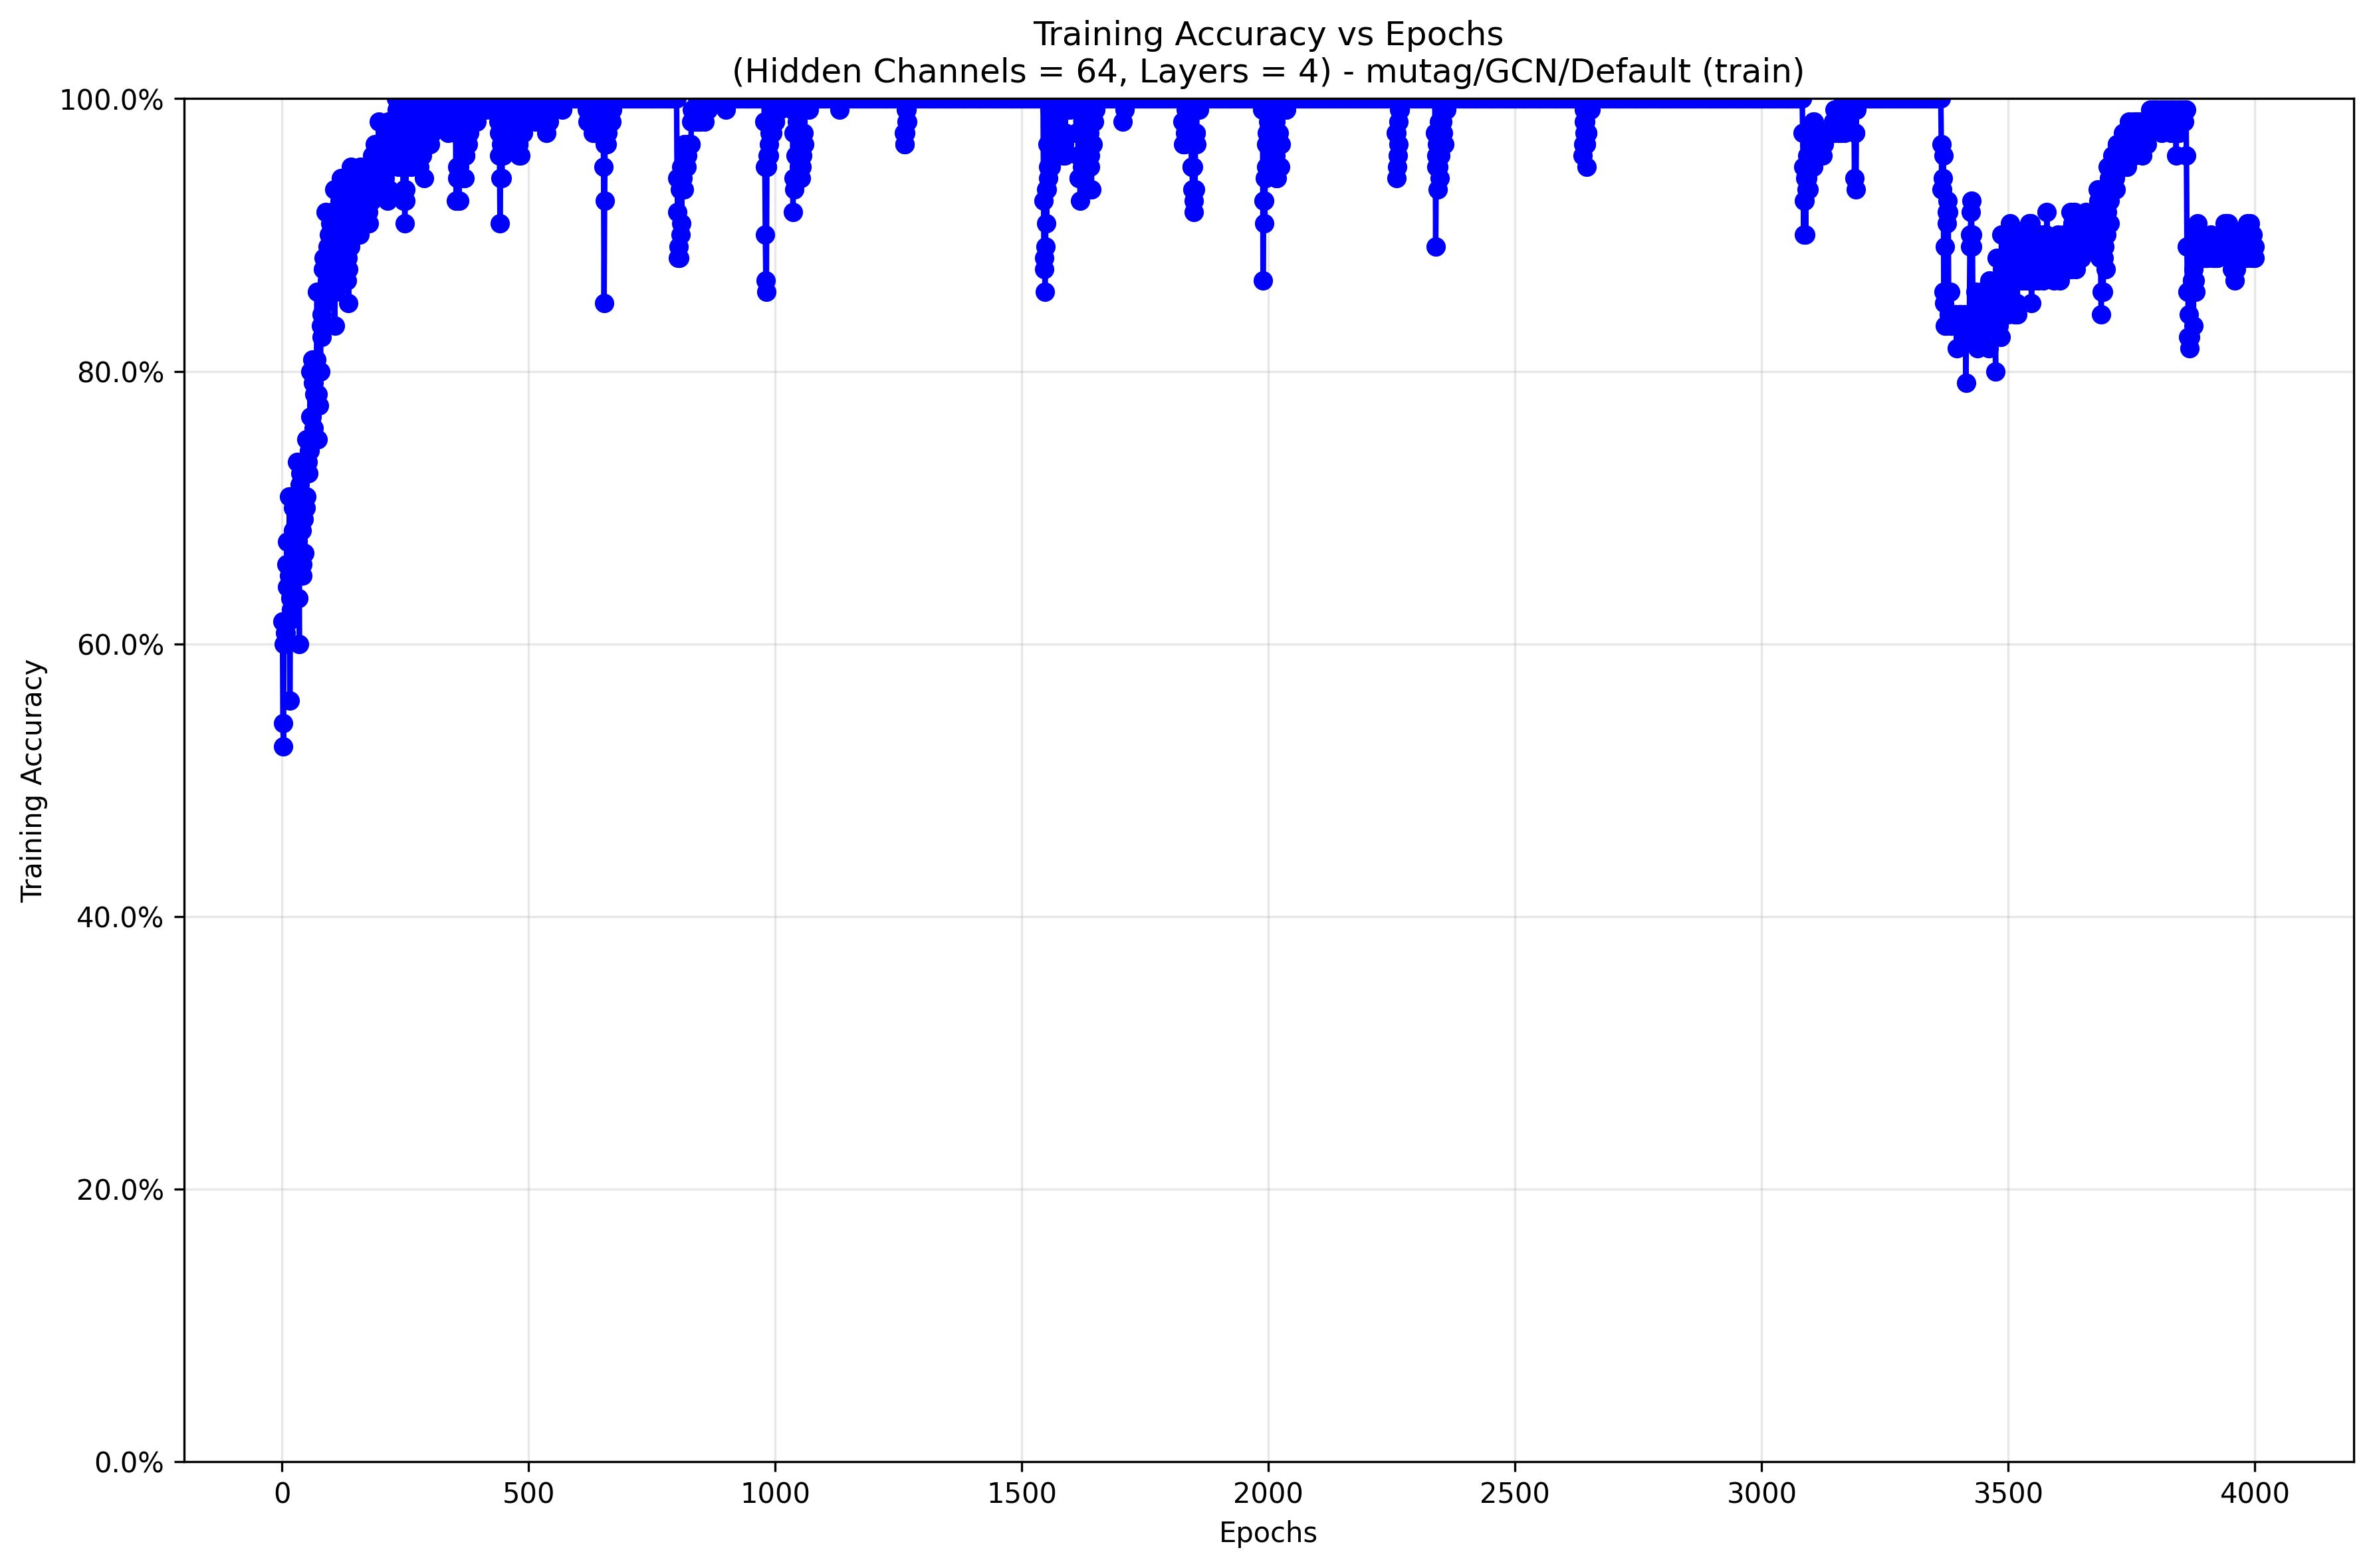 Training Accuracy vs Epochs
(Hidden Channels = 64, Layers = 4) - mutag/GCN/Default (train)
100.0%
80.0%
60.0%
40.0%
20.0%
0.0%
Training Accuracy
0 500 1000 1500 2000 2500 3000 3500 4000
Epochs